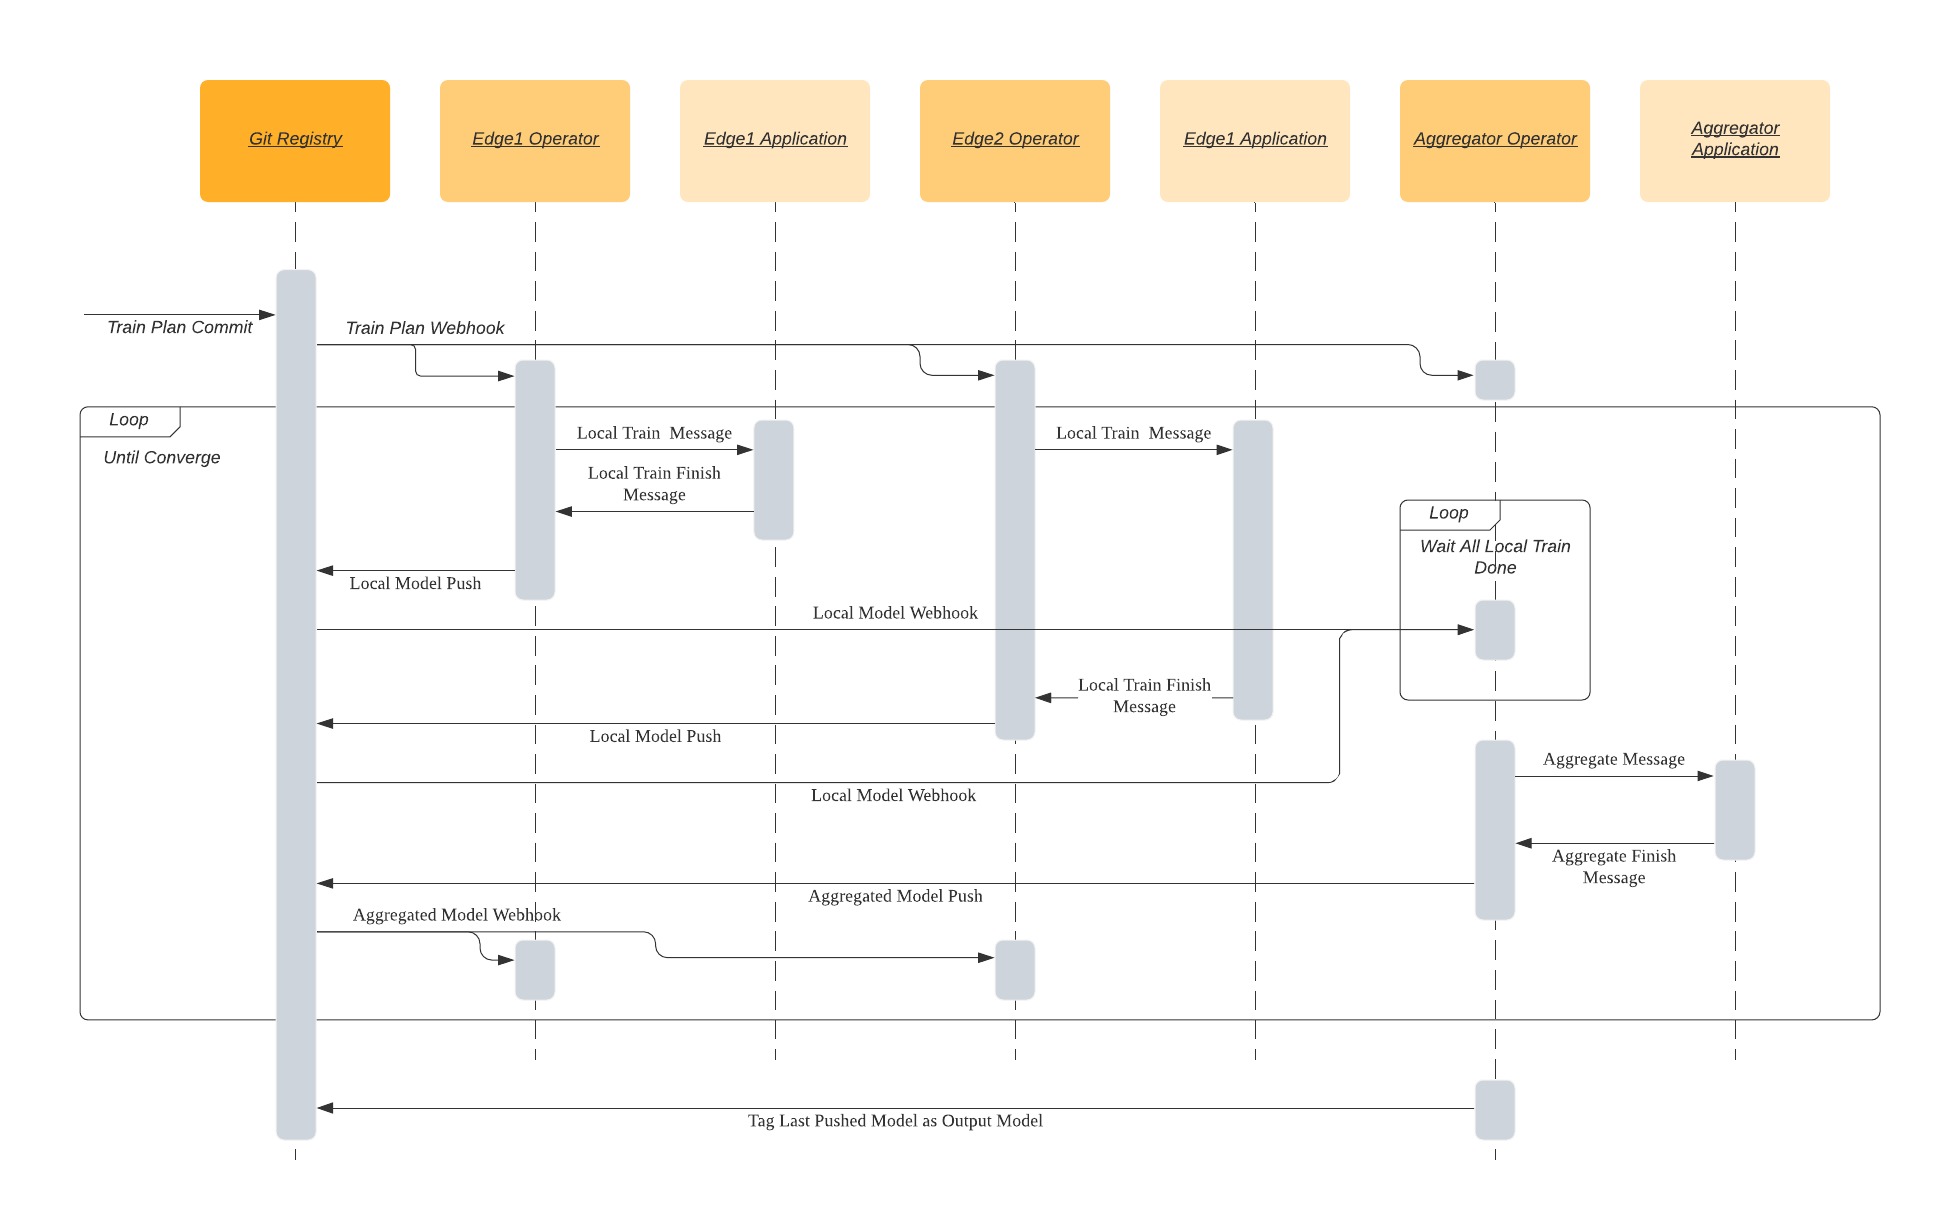 Git Registry
Edge1 Operator
Edge1 Application
Edge2 Operator
Edge1 Application
Aggregator Operator
Aggregator
Application
Train Plan Commit
Train Plan Webhook
Loop
Until Converge
Local Train  Message
Local Train  Message
Local Train Finish
Message
Loop
Wait All Local Train
Done
Local Model Push
Local Model Webhook
Local Train Finish
Message
Local Model Push
Aggregate Message
Local Model Webhook
Aggregate Finish
Message
Aggregated Model Push
Aggregated Model Webhook
Tag Last Pushed Model as Output Model